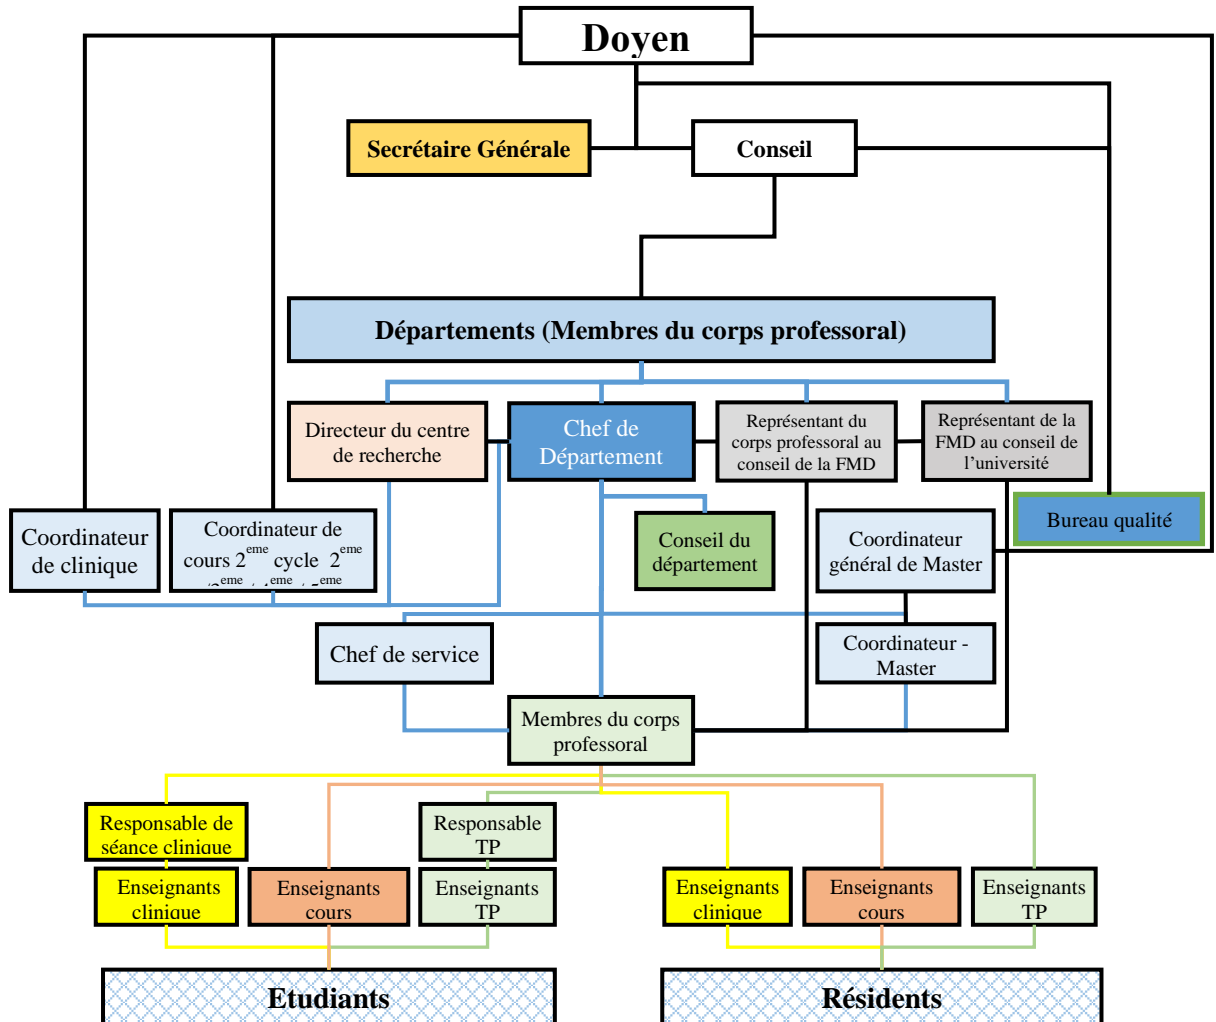 Doyen
Secrétaire Générale
Conseil
Départements (Membres du corps professoral)
Directeur du centre
de recherche
Chef de
Département
Représentant du
corps professoral au
conseil de la FMD
Représentant de la
FMD au conseil de
l’université
Coordinateur
de clinique
Coordinateur de
cours 2eme cycle 2eme
eme / 4eme / 5eme
Conseil du
département
Coordinateur
général de Master
Bureau qualité
Chef de service
Coordinateur -
Master
Membres du corps
professoral
Responsable de
séance clinique
Responsable
TP
Enseignants
clinique
Enseignants
cours
Enseignants
TP
Enseignants
clinique
Enseignants
cours
Enseignants
TP
Etudiants
Résidents